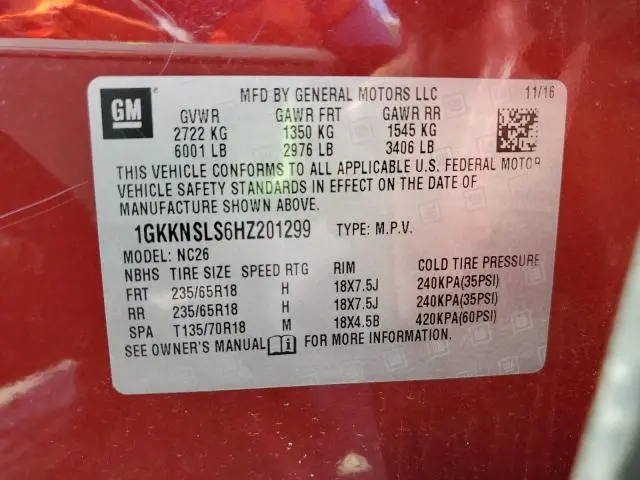 GM
MFD BY GENERAL MOTORS LLC 11/16
GVWR GAWR FRT GAWR RR
2722 KG 1350 KG 1545 KG
6001 LB 2976 LB 3406 LB
THIS VEHICLE CONFORMS TO ALL APPLICABLE U.S. FEDERAL MOTOR
VEHICLE SAFETY STANDARDS IN EFFECT ON THE DATE OF
MANUFACTURE SHOWN ABOVE.
1GKKNSLS6HZ201299 TYPE: M.P.V.
MODEL: NC26
NBHS TIRE SIZE SPEED RTG RIM COLD TIRE PRESSURE
FRT 235/65R18 H 18X7.5J 240KPA(35PSI)
RR 235/65R18 H 18X7.5J 240KPA(35PSI)
SPA T135/70R18 M 18X4.5B 420KPA(60PSI)
SEE OWNER'S MANUAL FOR MORE INFORMATION